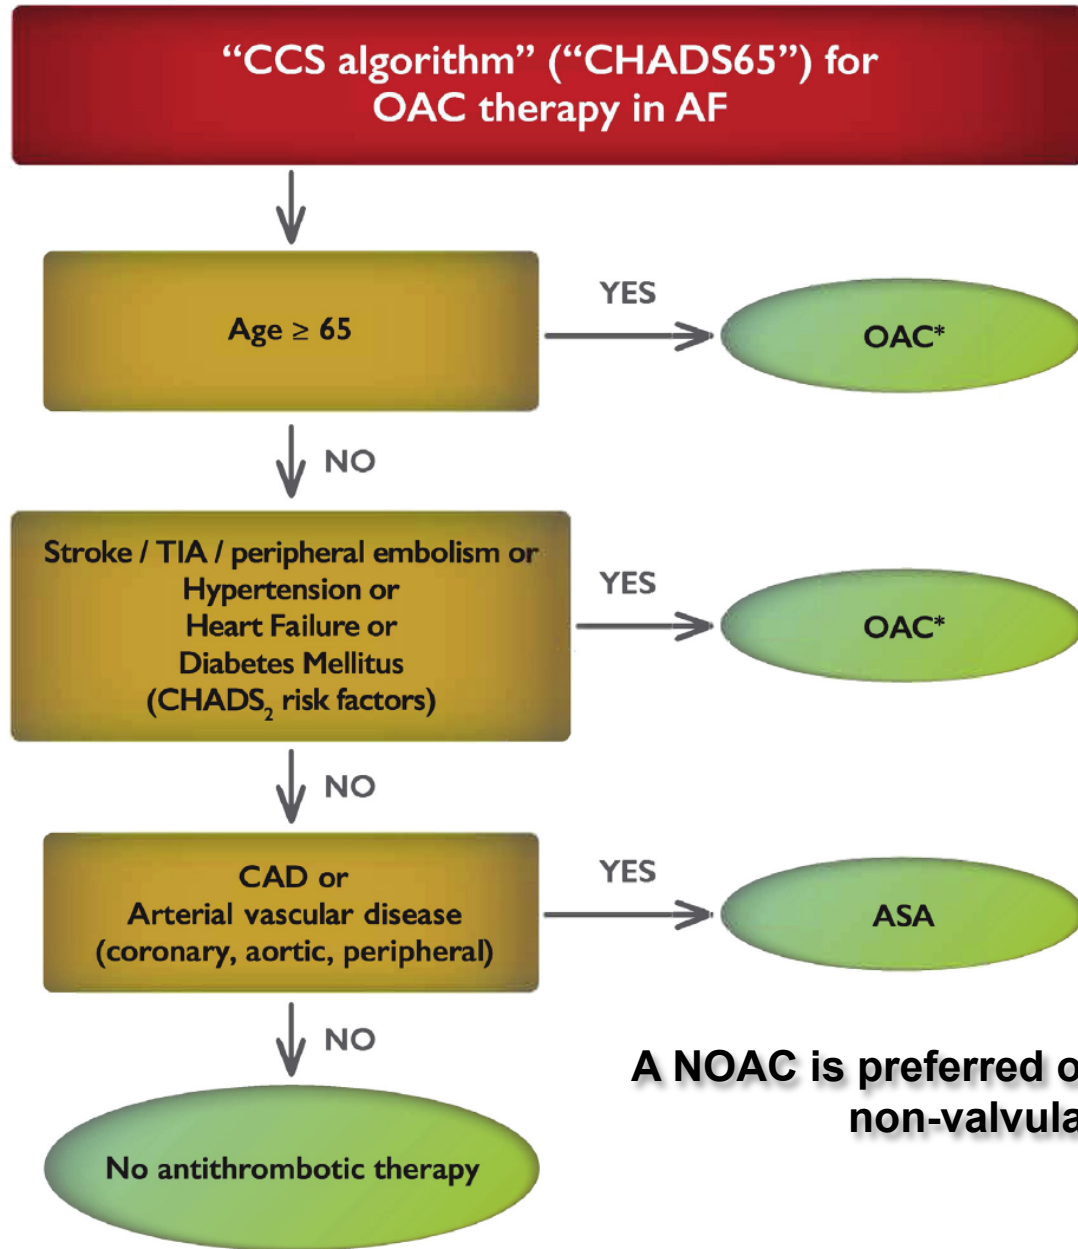 “CCS algorithm” (“CHADS65”) for
OAC therapy in AF
Age ≥ 65
YES
OAC*
NO
Stroke / TIA / peripheral embolism or
Hypertension or
Heart Failure or
Diabetes Mellitus
(CHADS₂ risk factors)
YES
OAC*
NO
CAD or
Arterial vascular disease
(coronary, aortic, peripheral)
YES
ASA
NO
No antithrombotic therapy
A NOAC is preferred